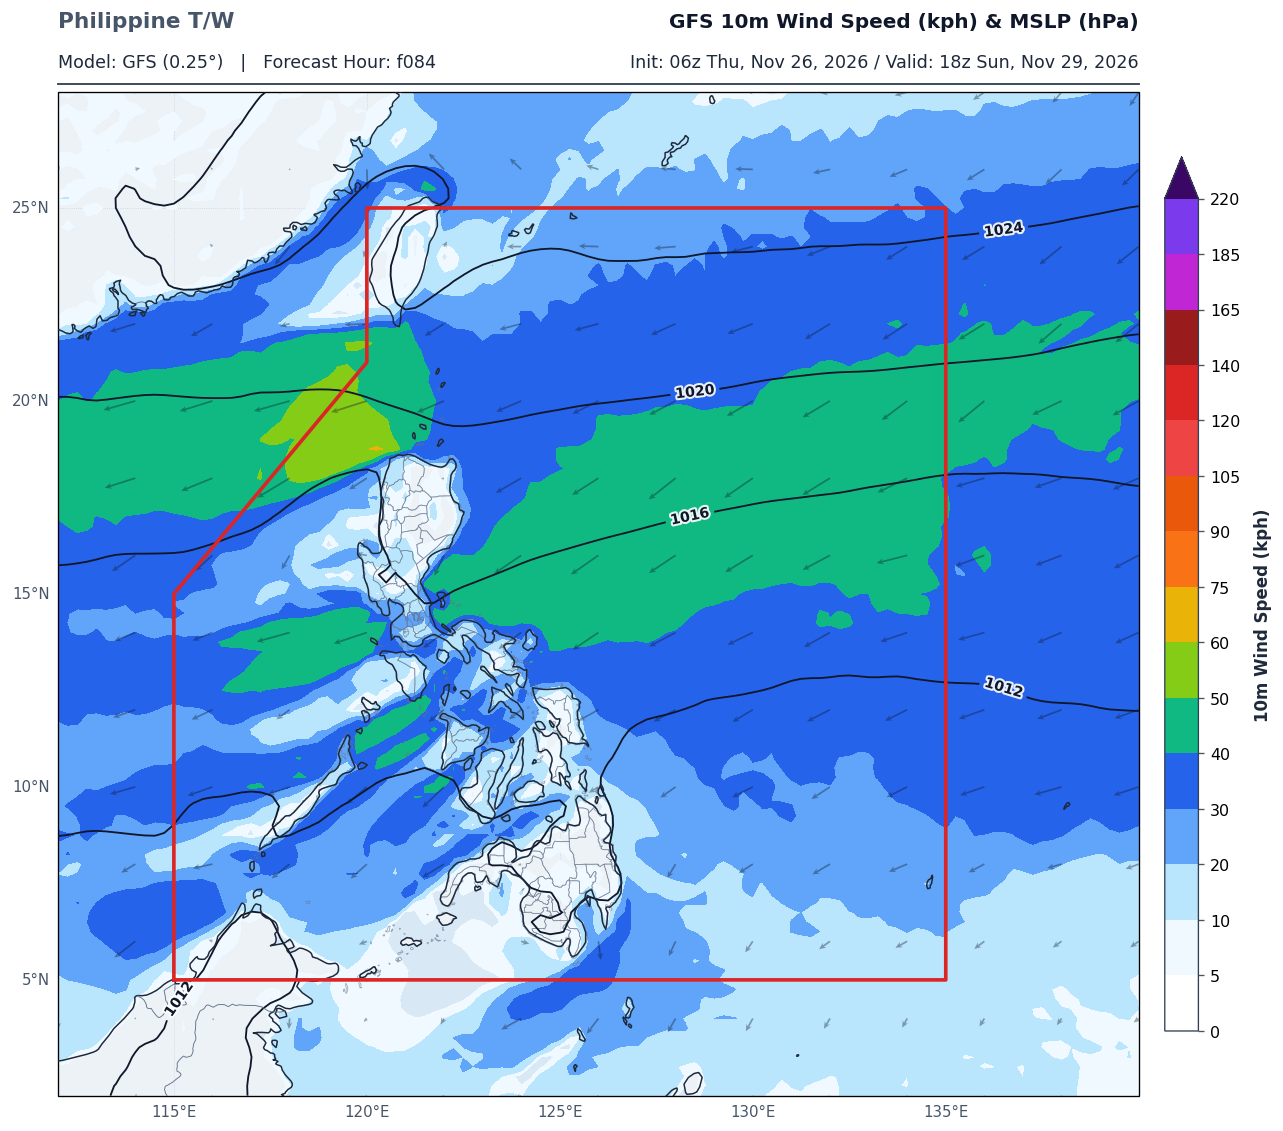 Philippine T/W
GFS 10m Wind Speed (kph) & MSLP (hPa)
Model: GFS (0.25°) | Forecast Hour: f084
Init: 06z Thu, Nov 26, 2026 / Valid: 18z Sun, Nov 29, 2026
25°N
20°N
15°N
10°N
5°N
1024
1020
1016
1012
1012
115°E
120°E
125°E
130°E
135°E
220
185
165
140
120
105
90
75
60
50
40
30
20
10
5
0
10m Wind Speed (kph)